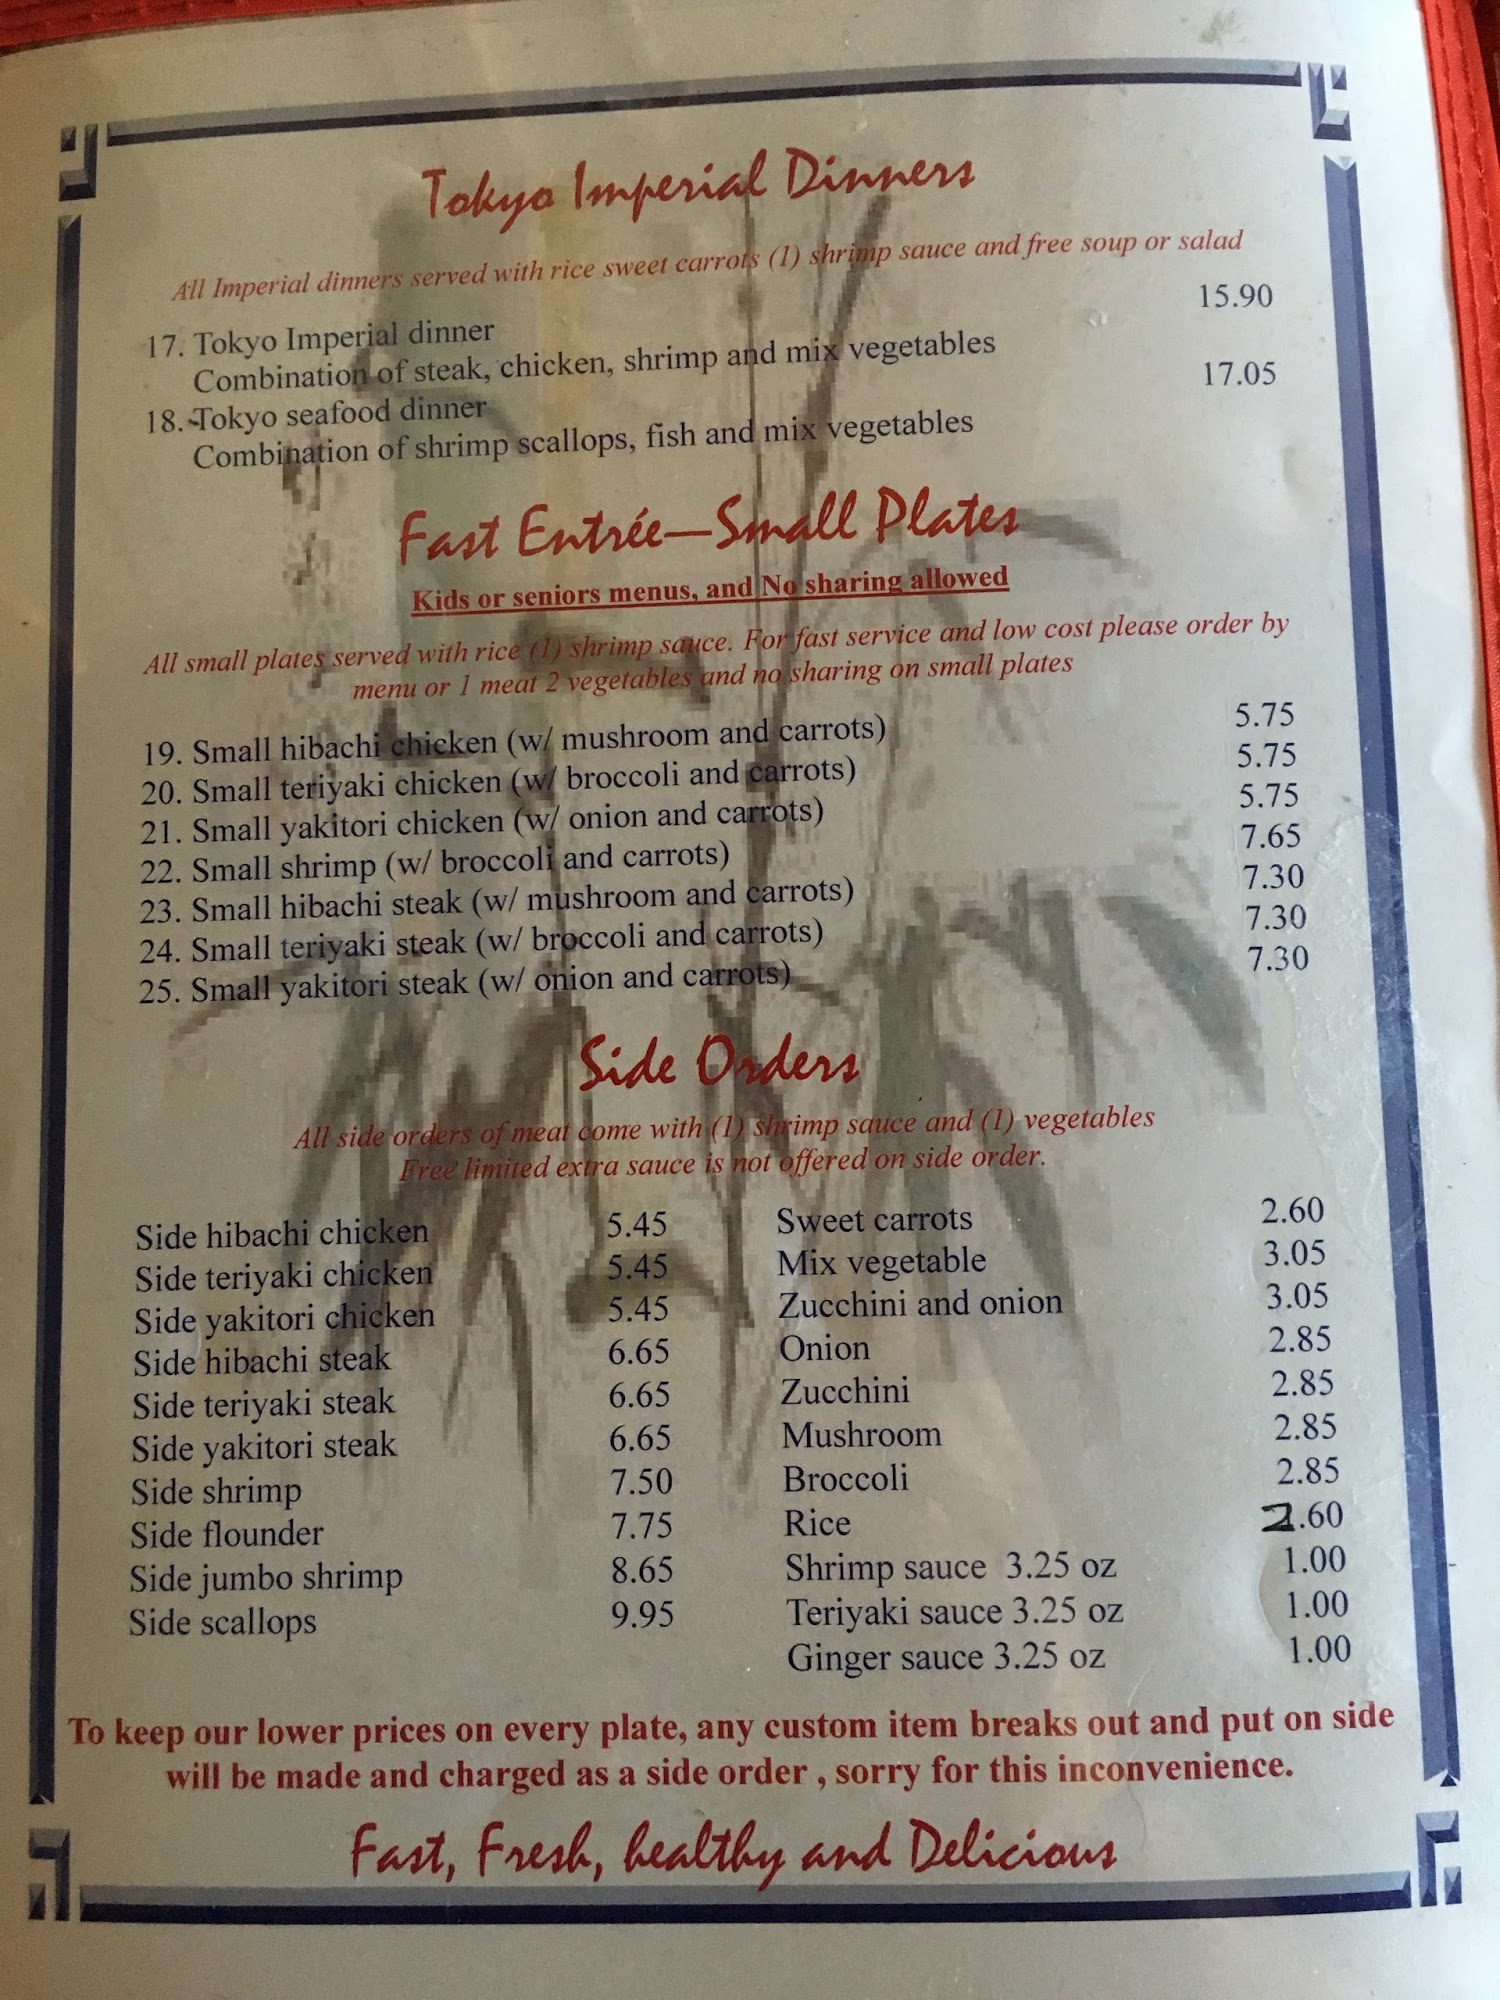 Tokyo Imperial Dinners
All Imperial dinners served with rice sweet carrots (1) shrimp sauce and free soup or salad
17. Tokyo Imperial dinner 15.90
Combination of steak, chicken, shrimp and mix vegetables
18. Tokyo seafood dinner 17.05
Combination of shrimp scallops, fish and mix vegetables
Fast Entrée—Small Plates
Kids or seniors menus, and No sharing allowed
All small plates served with rice (1) shrimp sauce. For fast service and low cost please order by
menu or 1 meat 2 vegetables and no sharing on small plates
19. Small hibachi chicken (w/ mushroom and carrots) 5.75
20. Small teriyaki chicken (w/ broccoli and carrots) 5.75
21. Small yakitori chicken (w/ onion and carrots) 5.75
22. Small shrimp (w/ broccoli and carrots) 7.65
23. Small hibachi steak (w/ mushroom and carrots) 7.30
24. Small teriyaki steak (w/ broccoli and carrots) 7.30
25. Small yakitori steak (w/ onion and carrots) 7.30
Side Orders
All side orders of meat come with (1) shrimp sauce and (1) vegetables
Free limited extra sauce is not offered on side order.
Side hibachi chicken 5.45
Side teriyaki chicken 5.45
Side yakitori chicken 5.45
Side hibachi steak 6.65
Side teriyaki steak 6.65
Side yakitori steak 6.65
Side shrimp 7.50
Side flounder 7.75
Side jumbo shrimp 8.65
Side scallops 9.95
Sweet carrots 2.60
Mix vegetable 3.05
Zucchini and onion 3.05
Onion 2.85
Zucchini 2.85
Mushroom 2.85
Broccoli 2.85
Rice 2.60
Shrimp sauce 3.25 oz 1.00
Teriyaki sauce 3.25 oz 1.00
Ginger sauce 3.25 oz 1.00
To keep our lower prices on every plate, any custom item breaks out and put on side
will be made and charged as a side order , sorry for this inconvenience.
Fast, Fresh, healthy and Delicious